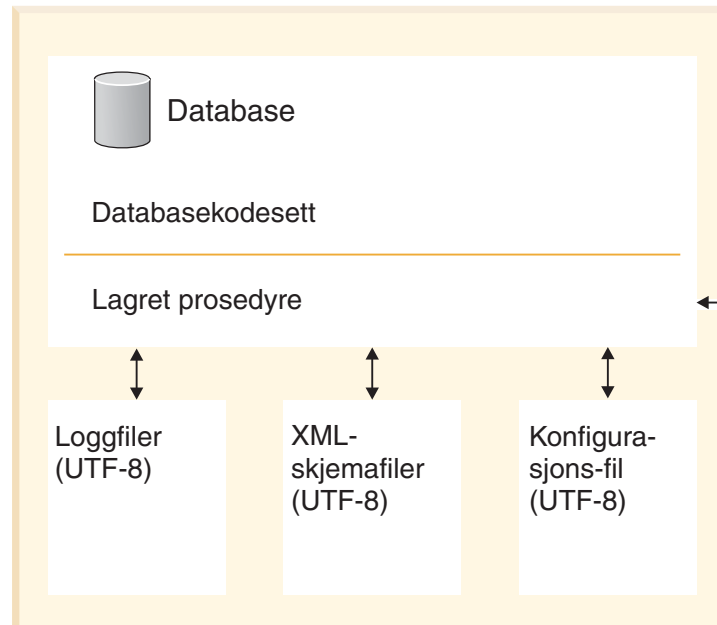 Database
Databasekodesett
Lagret prosedyre
Loggfiler
(UTF-8)
XML-
skjemafiler
(UTF-8)
Konfigura-
sjons-fil
(UTF-8)